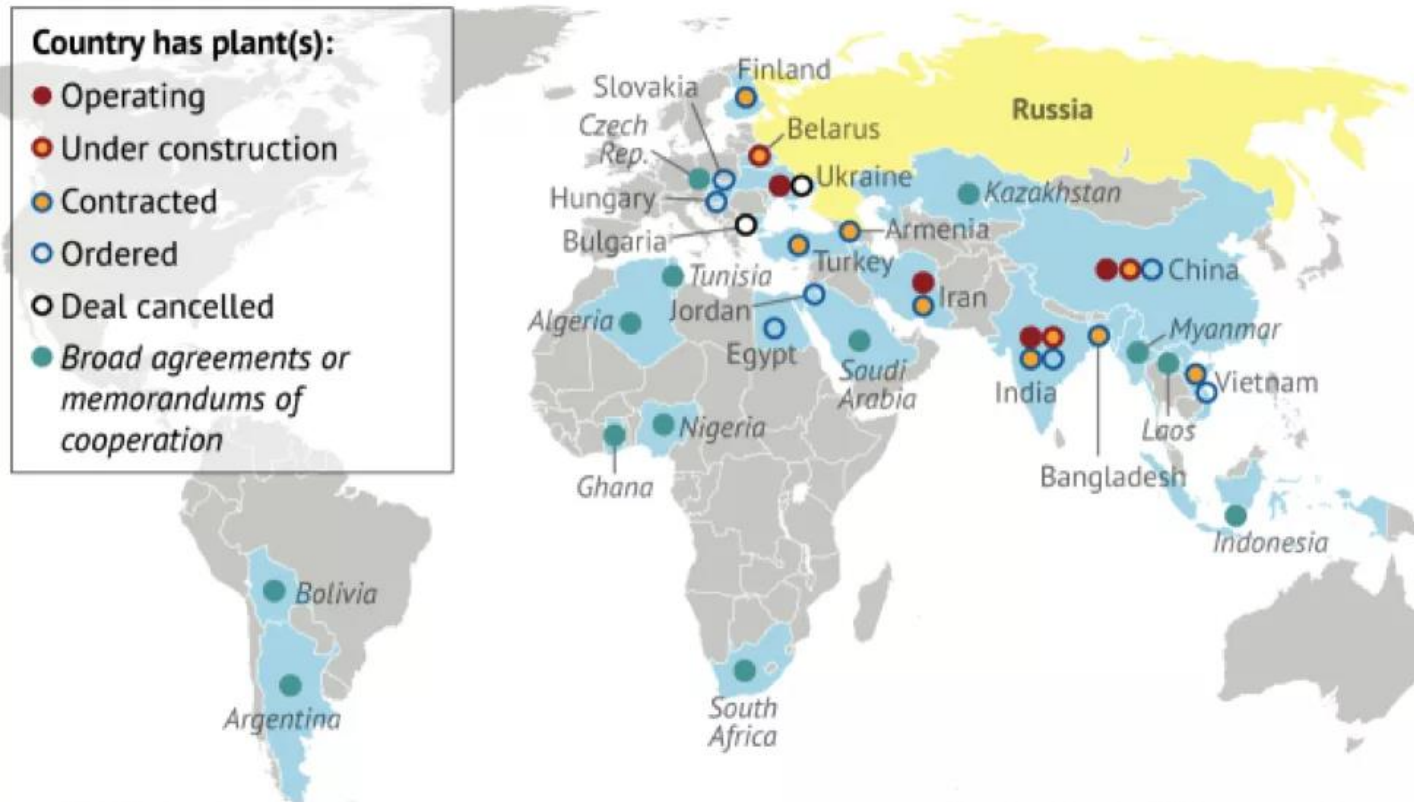 Country has plant(s):
Operating
Under construction
Contracted
Ordered
Deal cancelled
Broad agreements or
memorandums of
cooperation
Finland
Slovakia
Czech
Rep.
Belarus
Russia
Hungary
Ukraine
Kazakhstan
Bulgaria
Armenia
Turkey
Tunisia
China
Jordan
Iran
Algeria
Egypt
Myanmar
Saudi
Arabia
India
Vietnam
Laos
Nigeria
Bangladesh
Ghana
Indonesia
Bolivia
South
Africa
Argentina